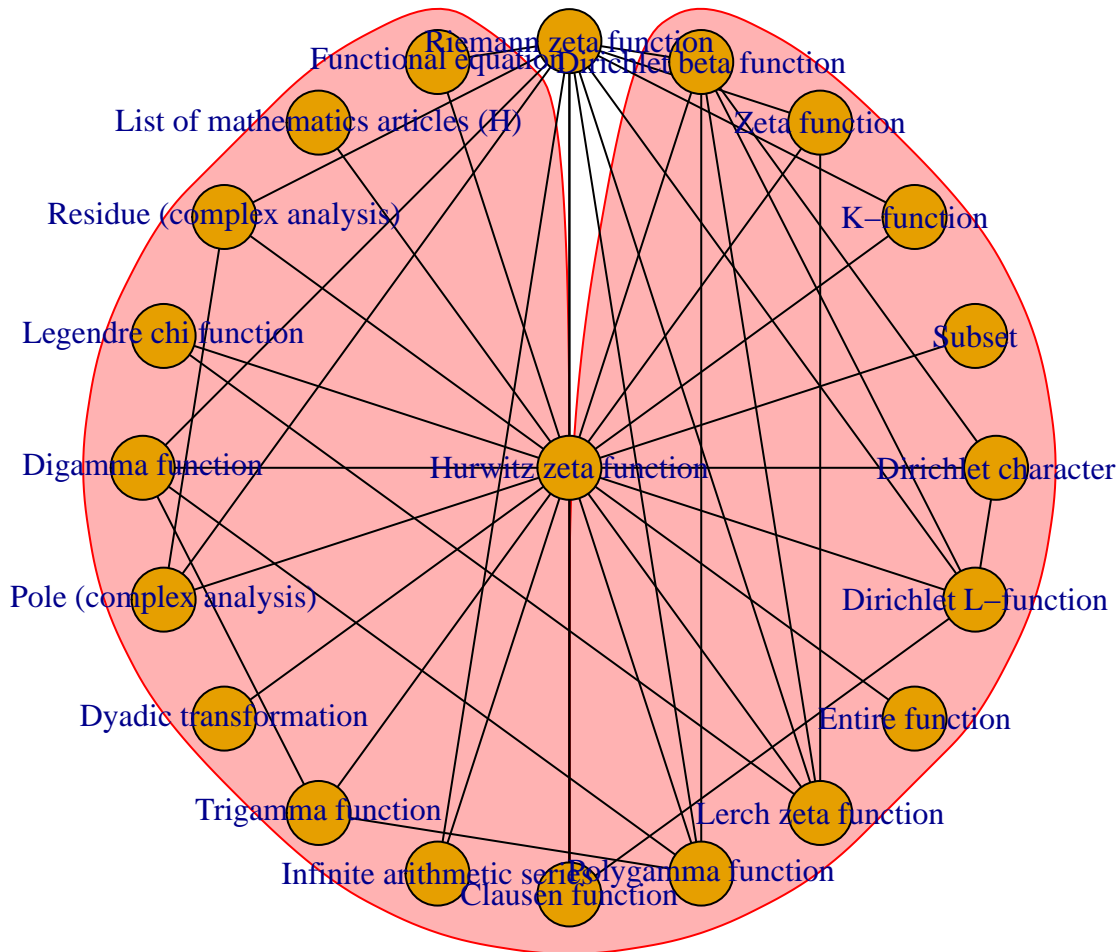 Riemann zeta function
Functional equation
Dirichlet beta function
List of mathematics articles (H)
Zeta function
Residue (complex analysis)
K−function
Legendre chi function
Subset
Digamma function
Hurwitz zeta function
Dirichlet character
Pole (complex analysis)
Dirichlet L−function
Dyadic transformation
Entire function
Trigamma function
Lerch zeta function
Infinite arithmetic series
Polygamma function
Clausen function